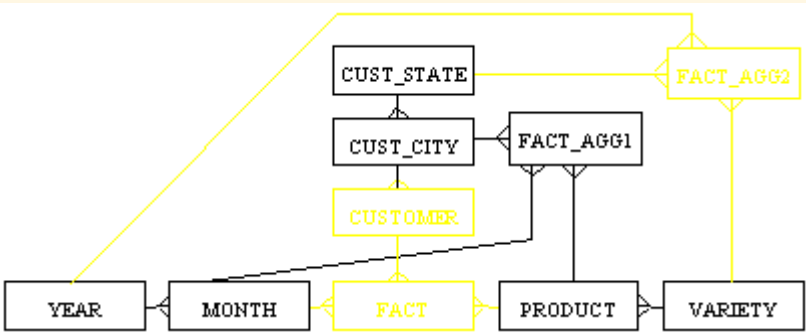 CUST_STATE
FACT_AGG2
CUST_CITY
FACT_AGG1
CUSTOMER
YEAR
MONTH
FACT
PRODUCT
VARIETY